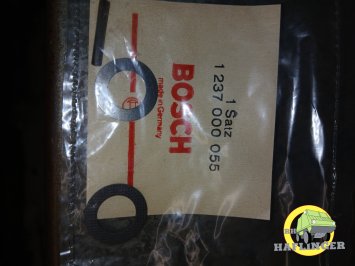 1 Satz
1 237 000 055
BOSCH
made in Germany
HAFLINGER